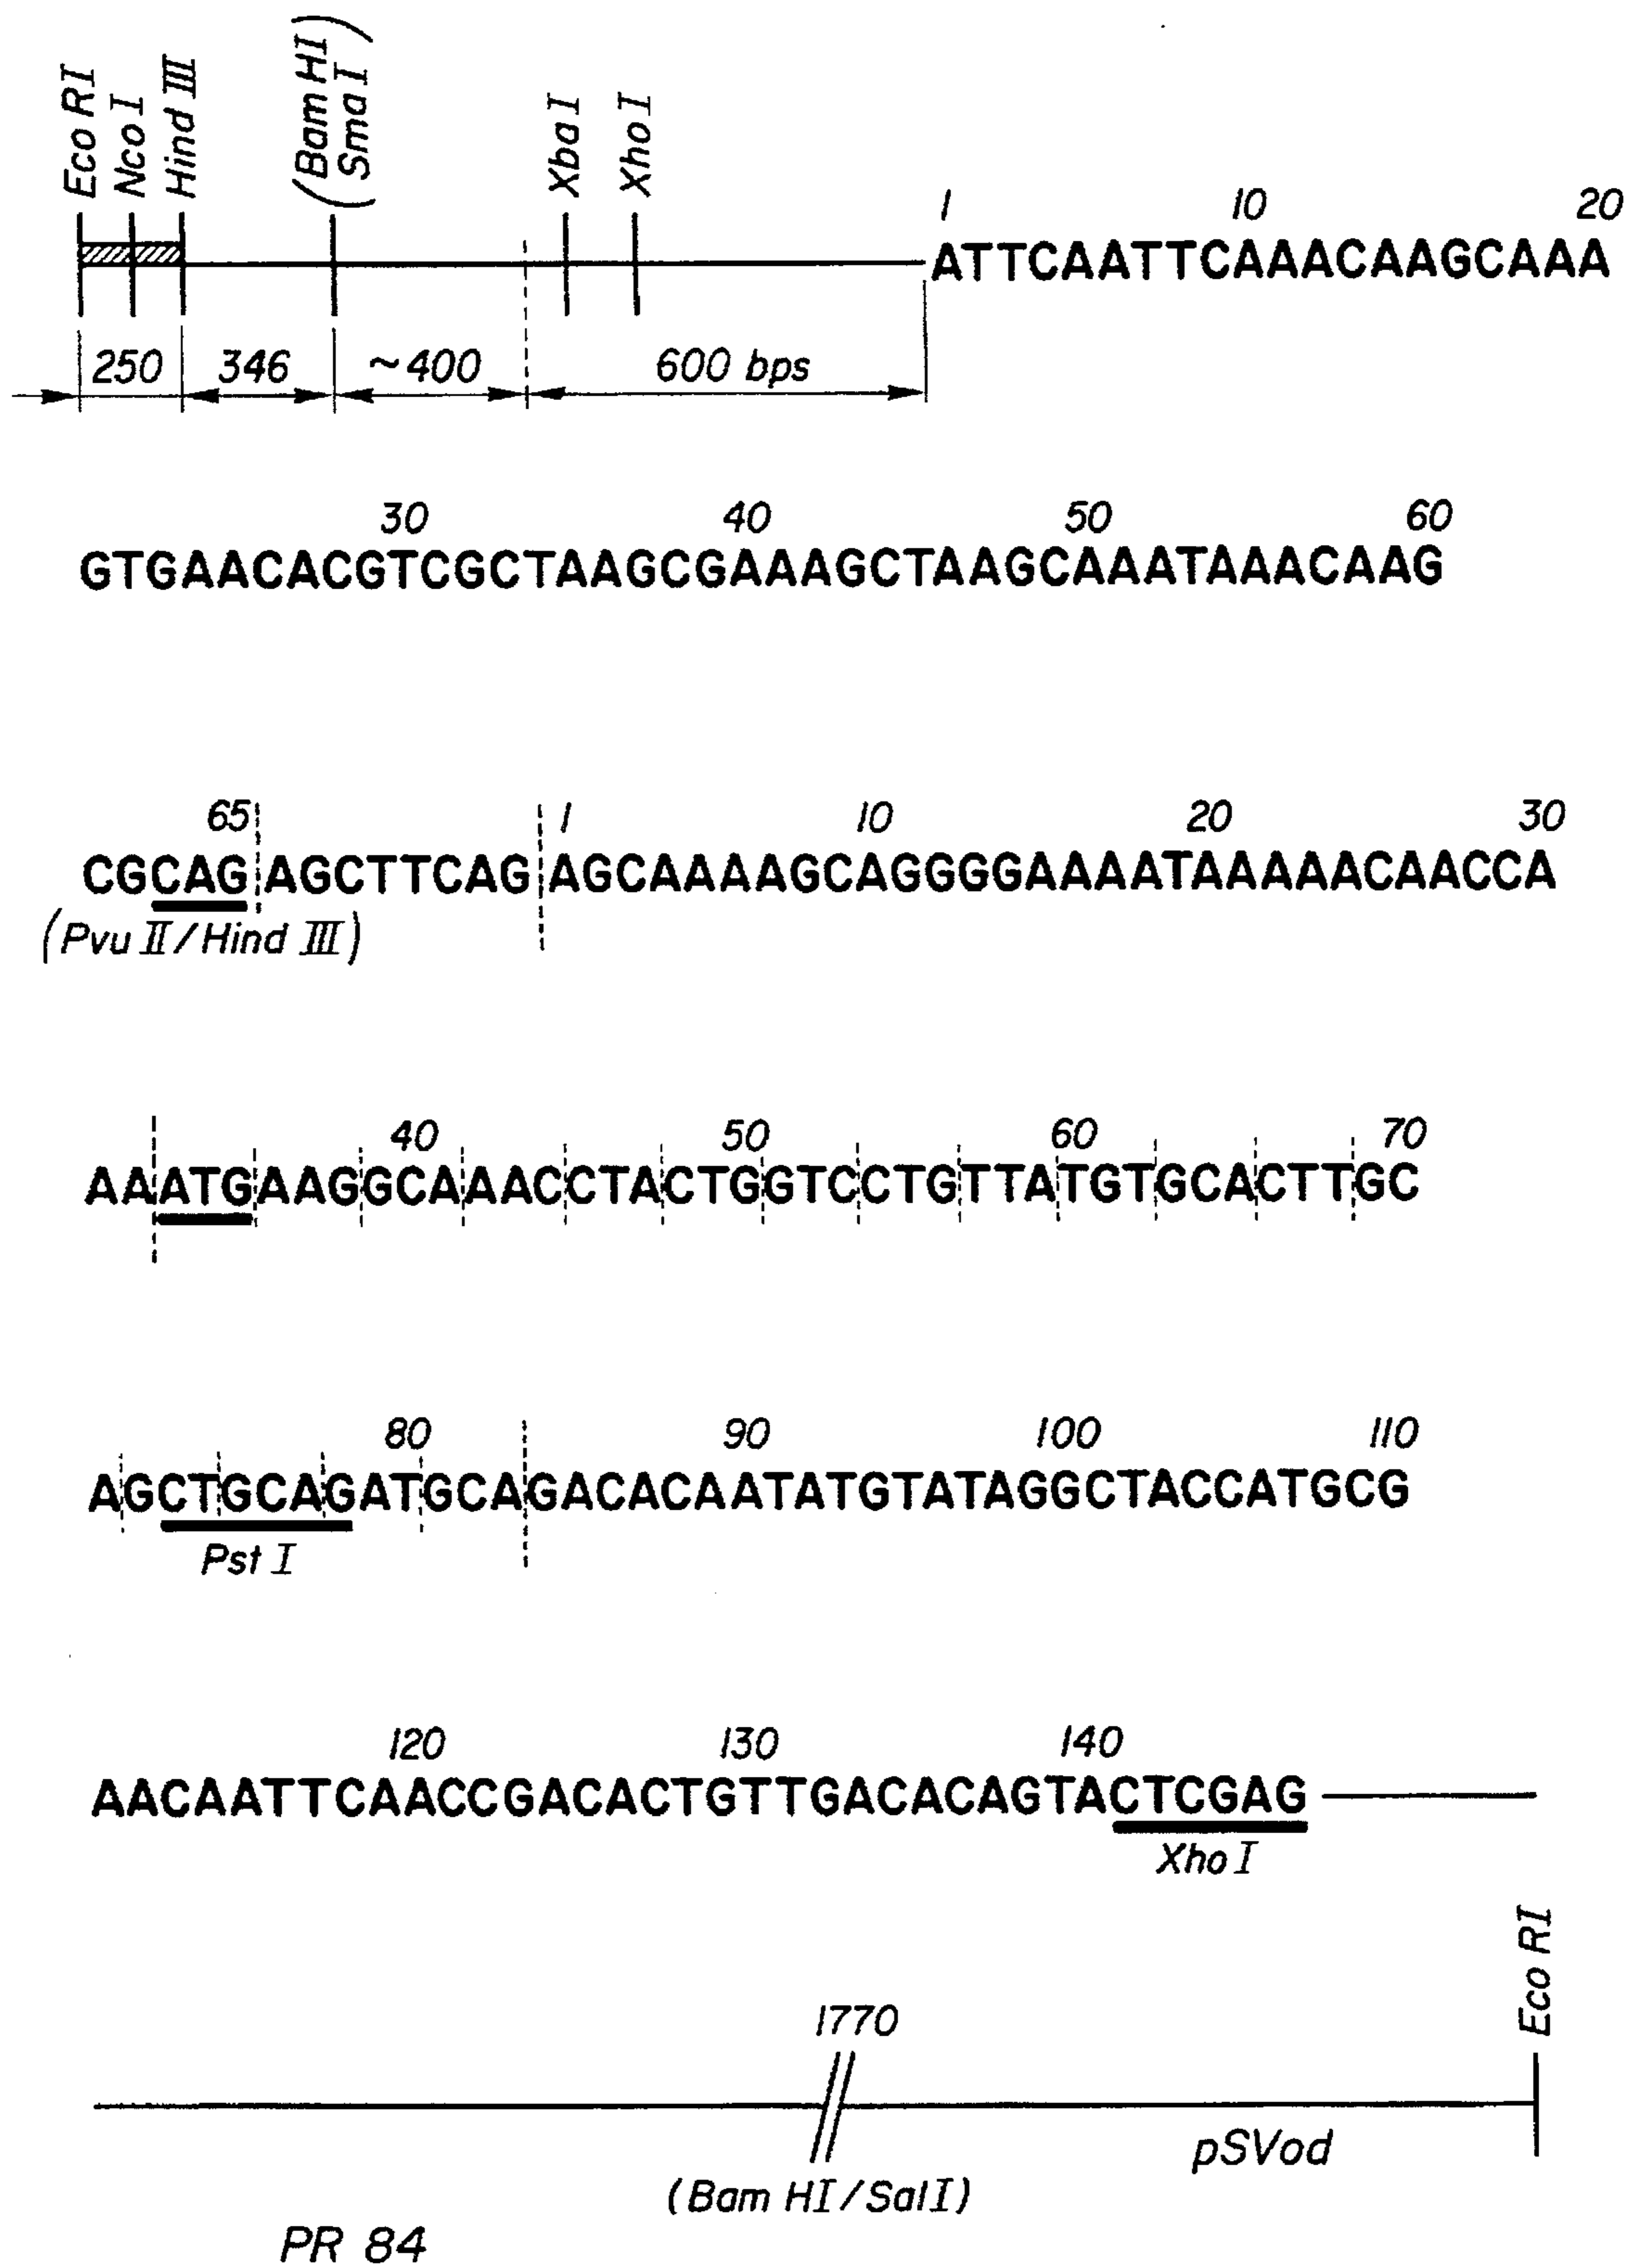 Eco RI
Nco I
Hind III
(Bam HI)
Sma I
Xba I
Xho I
1 10 20
ATTCAATTCAAACAAGCAAA
250 346 ~400 600 bps
30 40 50 60
GTGAACACGTCGCTAAGCGAAAGCTAAGCAAATAAACAAG
65 1 10 20 30
CGCAGAGCTTCAGAGCAAAAGCAGGGGAAAATAAAAACAACCA
(Pvu II/Hind III)
40 50 60 70
AAATGAAGGCAAACCTACTGGTCCTGTTATGTGCACTTGC
80 90 100 110
AGCTGCAGATGCAGACACAATATGTATAGGCTACCATGCG
Pst I
120 130 140
AACAATTCAACCGACACTGTTGACACAGTACTCGAG
Xho I
Eco RI
1770
pSVod
(Bam HI/Sal I)
PR 84